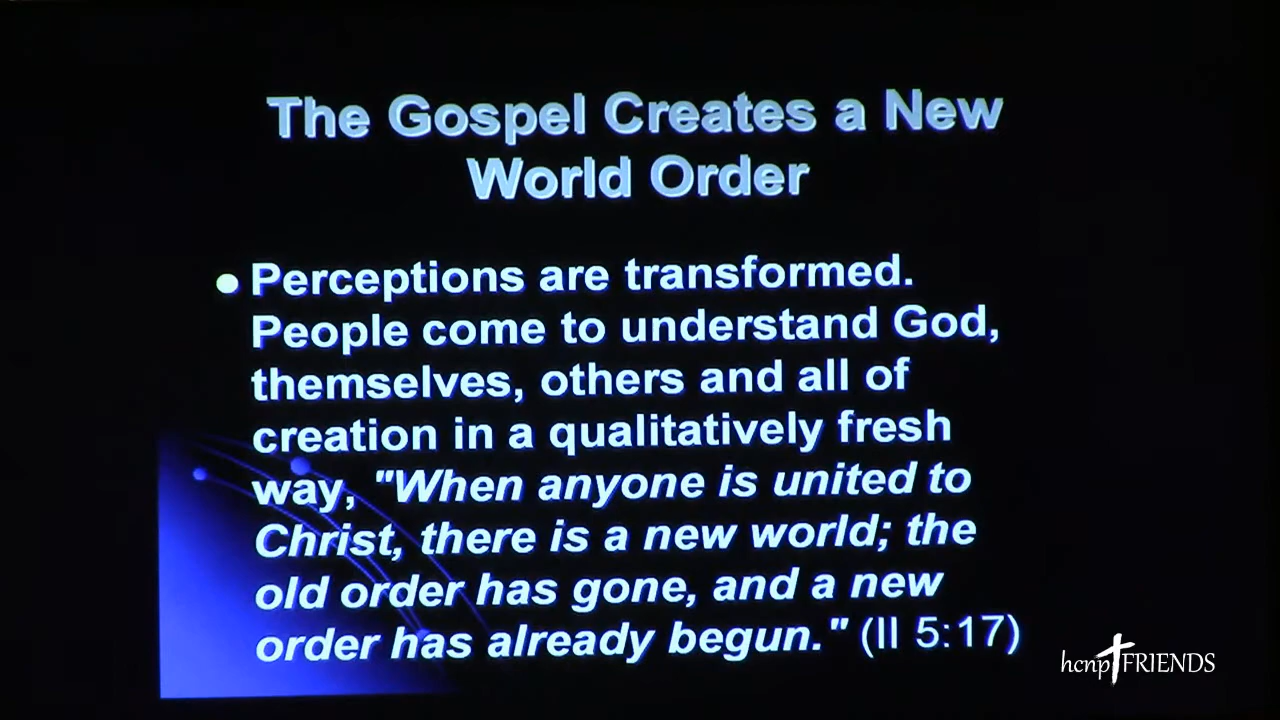 The Gospel Creates a New
World Order
Perceptions are transformed.
People come to understand God,
themselves, others and all of
creation in a qualitatively fresh
way, "When anyone is united to
Christ, there is a new world; the
old order has gone, and a new
order has already begun." (II 5:17)
hcnp FRIENDS